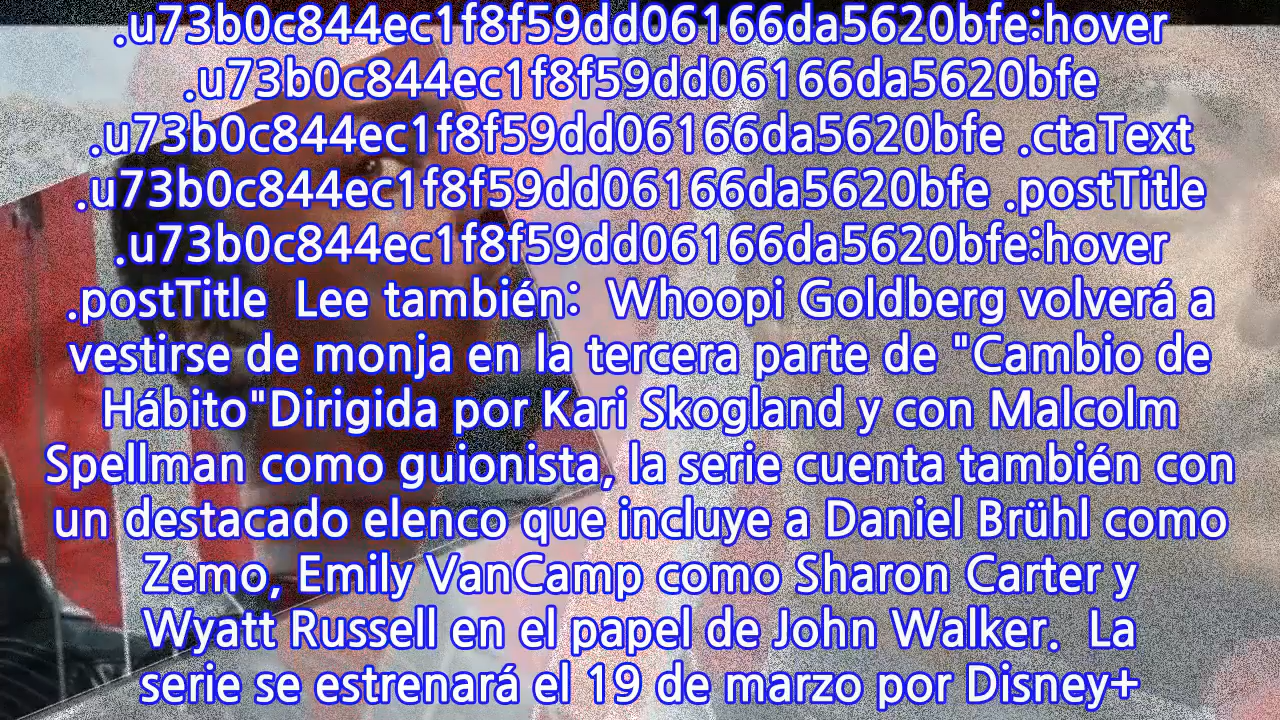 .u73b0c844ec1f8f59dd06166da5620bfe:hover
.u73b0c844ec1f8f59dd06166da5620bfe
.u73b0c844ec1f8f59dd06166da5620bfe .ctaText
.u73b0c844ec1f8f59dd06166da5620bfe .postTitle
.u73b0c844ec1f8f59dd06166da5620bfe:hover
.postTitle  Lee también:  Whoopi Goldberg volverá a
vestirse de monja en la tercera parte de "Cambio de
Hábito"Dirigida por Kari Skogland y con Malcolm
Spellman como guionista, la serie cuenta también con
un destacado elenco que incluye a Daniel Brühl como
Zemo, Emily VanCamp como Sharon Carter y
Wyatt Russell en el papel de John Walker.  La
serie se estrenará el 19 de marzo por Disney+